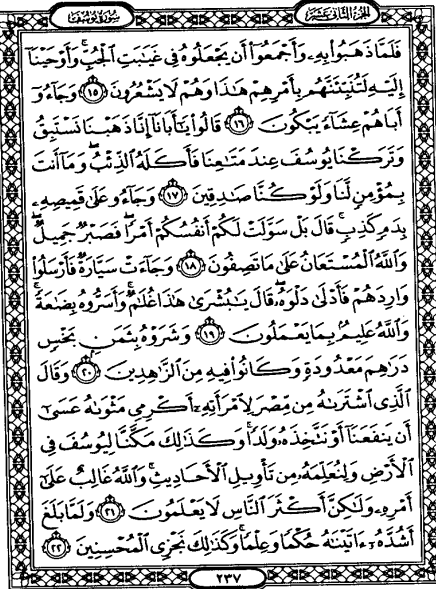 الجزء الثاني عشر
سورة يوسف
فَلَمَّا ذَهَبُوا۟ بِهِۦ وَأَجْمَعُوٓا۟ أَن يَجْعَلُوهُ فِى غَيَـٰبَتِ ٱلْجُبِّ ۚ وَأَوْحَيْنَآ
إِلَيْهِ لَتُنَبِّئَنَّهُم بِأَمْرِهِمْ هَـٰذَا وَهُمْ لَا يَشْعُرُونَ ١٥ وَجَآءُوٓ
أَبَاهُمْ عِشَآءً يَبْكُونَ ١٦ قَالُوا۟ يَـٰٓأَبَانَآ إِنَّا ذَهَبْنَا نَسْتَبِقُ
وَتَرَكْنَا يُوسُفَ عِندَ مَتَـٰعِنَا فَأَكَلَهُ ٱلذِّئْبُ ۖ وَمَآ أَنتَ
بِمُؤْمِنٍ لَّنَا وَلَوْ كُنَّا صَـٰدِقِينَ ١٧ وَجَآءُو عَلَىٰ قَمِيصِهِۦ
بِدَمٍ كَذِبٍ ۚ قَالَ بَلْ سَوَّلَتْ لَكُمْ أَنفُسُكُمْ أَمْرًا ۖ فَصَبْرٌ جَمِيلٌ ۖ
وَٱللَّهُ ٱلْمُسْتَعَانُ عَلَىٰ مَا تَصِفُونَ ١٨ وَجَآءَتْ سَيَّارَةٌ فَأَرْسَلُوا۟
وَارِدَهُمْ فَأَدْلَىٰ دَلْوَهُۥ ۖ قَالَ يَـٰبُشْرَىٰ هَـٰذَا غُلَـٰمٌ ۚ وَأَسَرُّوهُ بِضَـٰعَةً ۚ
وَٱللَّهُ عَلِيمٌۢ بِمَا يَعْمَلُونَ ١٩ وَشَرَوْهُ بِثَمَنٍۭ بَخْسٍ
دَرَٰهِمَ مَعْدُودَةٍ وَكَانُوا۟ فِيهِ مِنَ ٱلزَّٰهِدِينَ ٢٠ وَقَالَ
ٱلَّذِى ٱشْتَرَىٰهُ مِن مِّصْرَ لِٱمْرَأَتِهِۦٓ أَكْرِمِى مَثْوَىٰهُ عَسَىٰٓ
أَن يَنفَعَنَآ أَوْ نَتَّخِذَهُۥ وَلَدًا ۚ وَكَذَٰلِكَ مَكَّنَّا لِيُوسُفَ فِى
ٱلْأَرْضِ وَلِنُعَلِّمَهُۥ مِن تَأْوِيلِ ٱلْأَحَادِيثِ ۚ وَٱللَّهُ غَالِبٌ عَلَىٰٓ
أَمْرِهِۦ وَلَـٰكِنَّ أَكْثَرَ ٱلنَّاسِ لَا يَعْلَمُونَ ٢١ وَلَمَّا بَلَغَ
أَشُدَّهُۥٓ ءَاتَيْنَـٰهُ حُكْمًا وَعِلْمًا ۚ وَكَذَٰلِكَ نَجْزِى ٱلْمُحْسِنِينَ ٢٢
٢٣٧